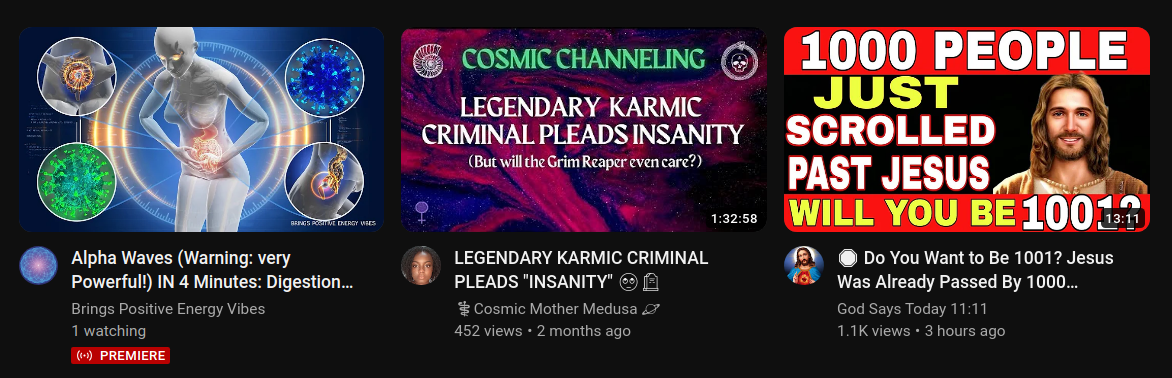 BRINGS POSITIVE ENERGY VIBES
Alpha Waves (Warning: very
Powerful!) IN 4 Minutes: Digestion...
Brings Positive Energy Vibes
1 watching
PREMIERE
COSMIC CHANNELING
LEGENDARY KARMIC
CRIMINAL PLEADS INSANITY
(But will the Grim Reaper even care?)
1:32:58
LEGENDARY KARMIC CRIMINAL
PLEADS "INSANITY" 🥺🪦
⚕️Cosmic Mother Medusa 🪐
452 views • 2 months ago
1000 PEOPLE
JUST
SCROLLED
PAST JESUS
WILL YOU BE 1001?
13:11
🛑 Do You Want to Be 1001? Jesus
Was Already Passed By 1000...
God Says Today 11:11
1.1K views • 3 hours ago